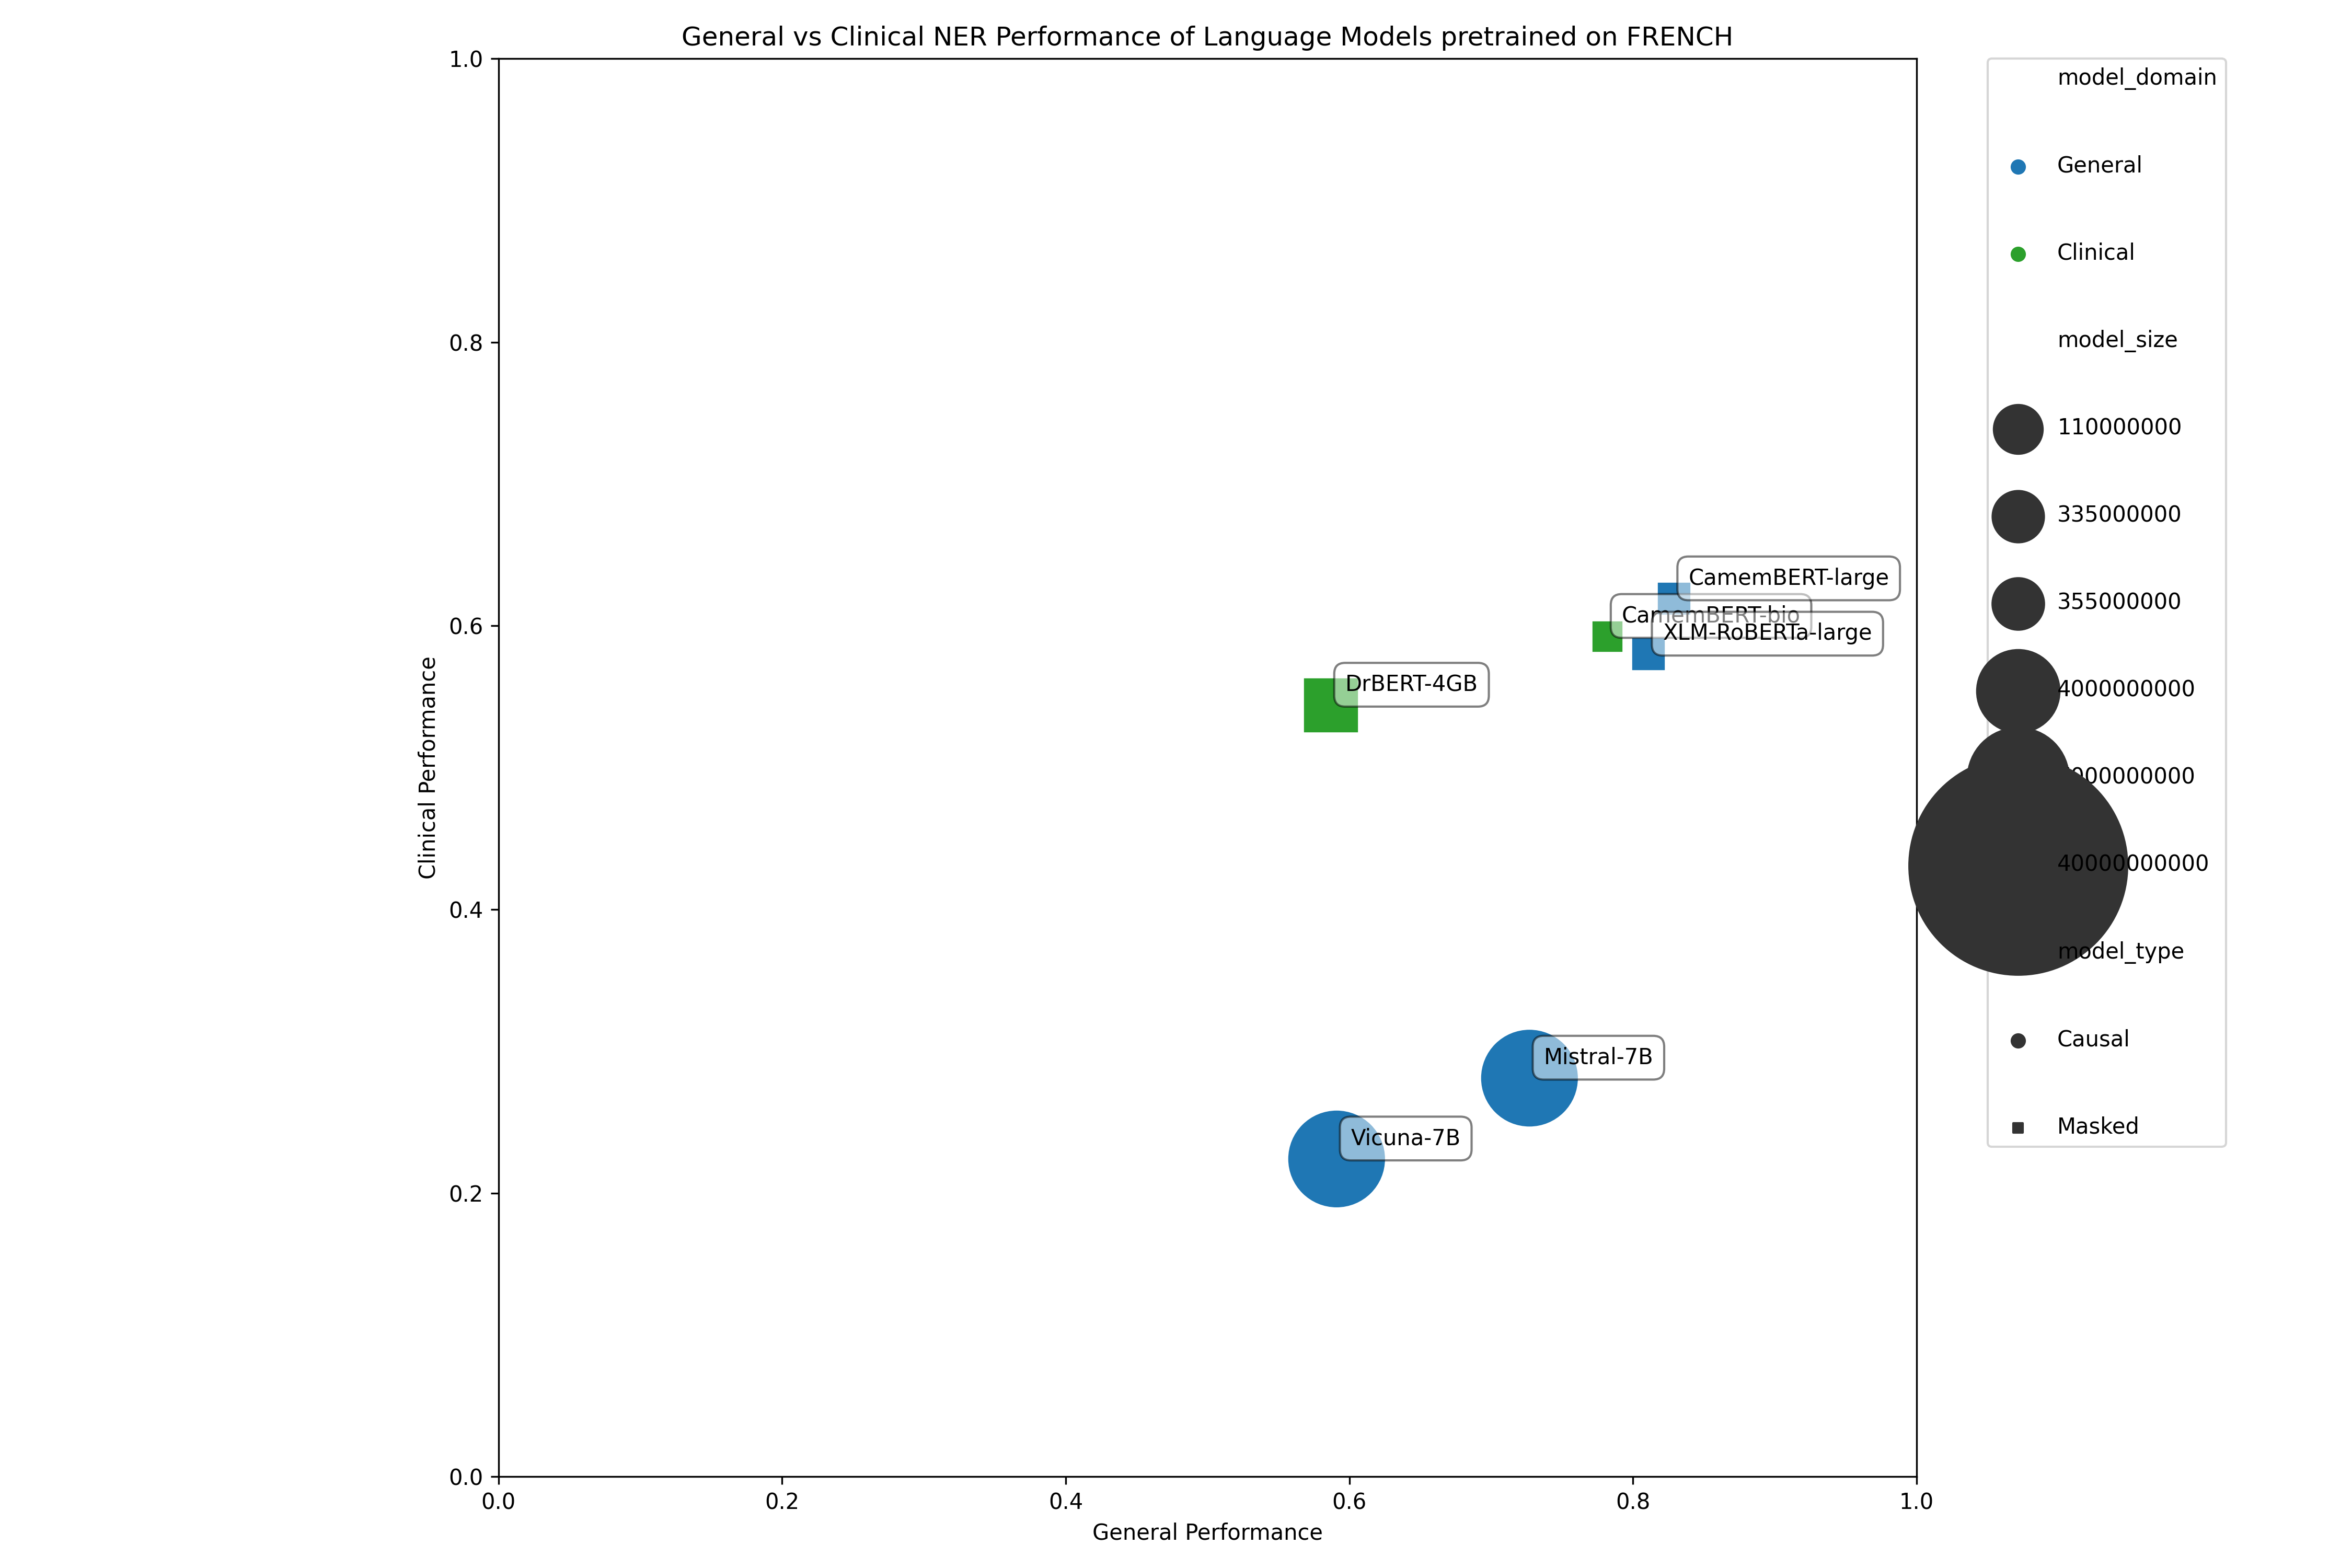 General vs Clinical NER Performance of Language Models pretrained on FRENCH
1.0
0.8
0.6
0.4
0.2
0.0
Clinical Performance
CamemBERT-large
CamemBERT-bio
XLM-RoBERTa-large
DrBERT-4GB
Mistral-7B
Vicuna-7B
0.0
0.2
0.4
0.6
0.8
1.0
General Performance
model_domain
General
Clinical
model_size
110000000
335000000
355000000
4000000000
40000000000
model_type
Causal
Masked